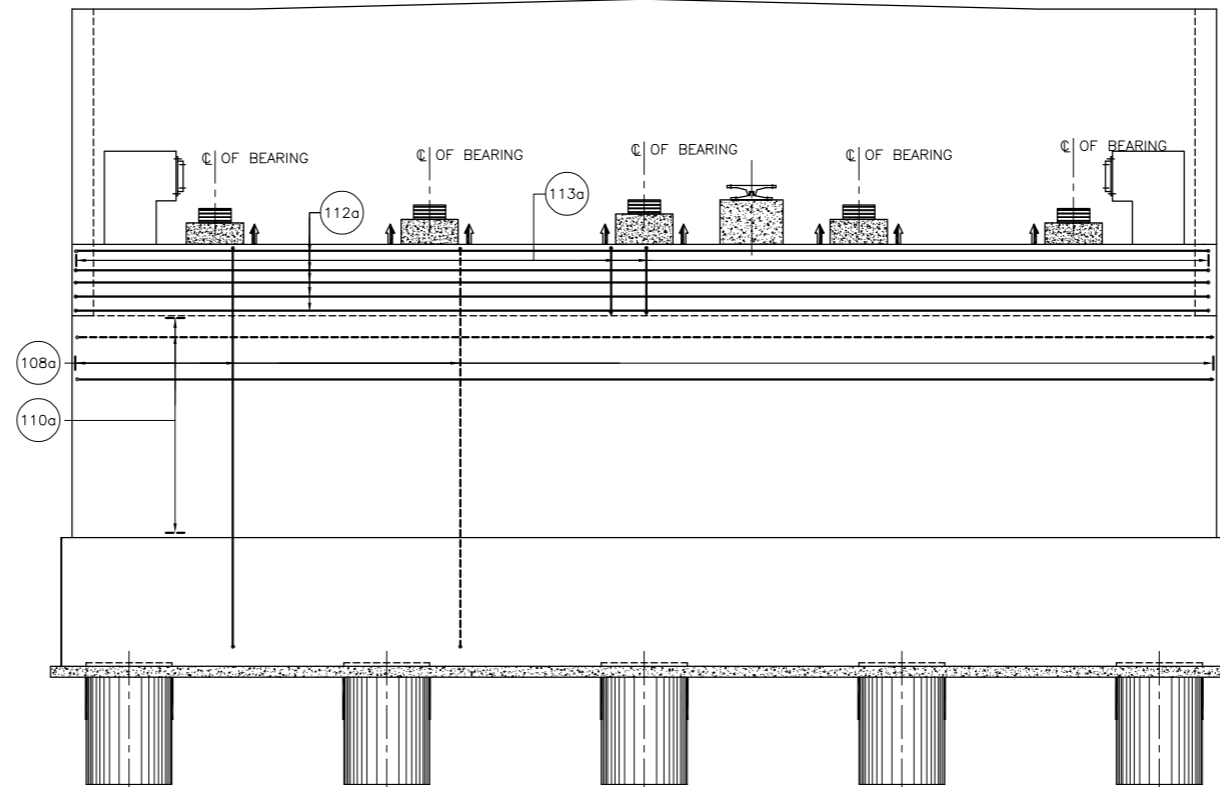 ℄ OF BEARING
℄ OF BEARING
℄ OF BEARING
℄ OF BEARING
℄ OF BEARING
113a
112a
108a
110a